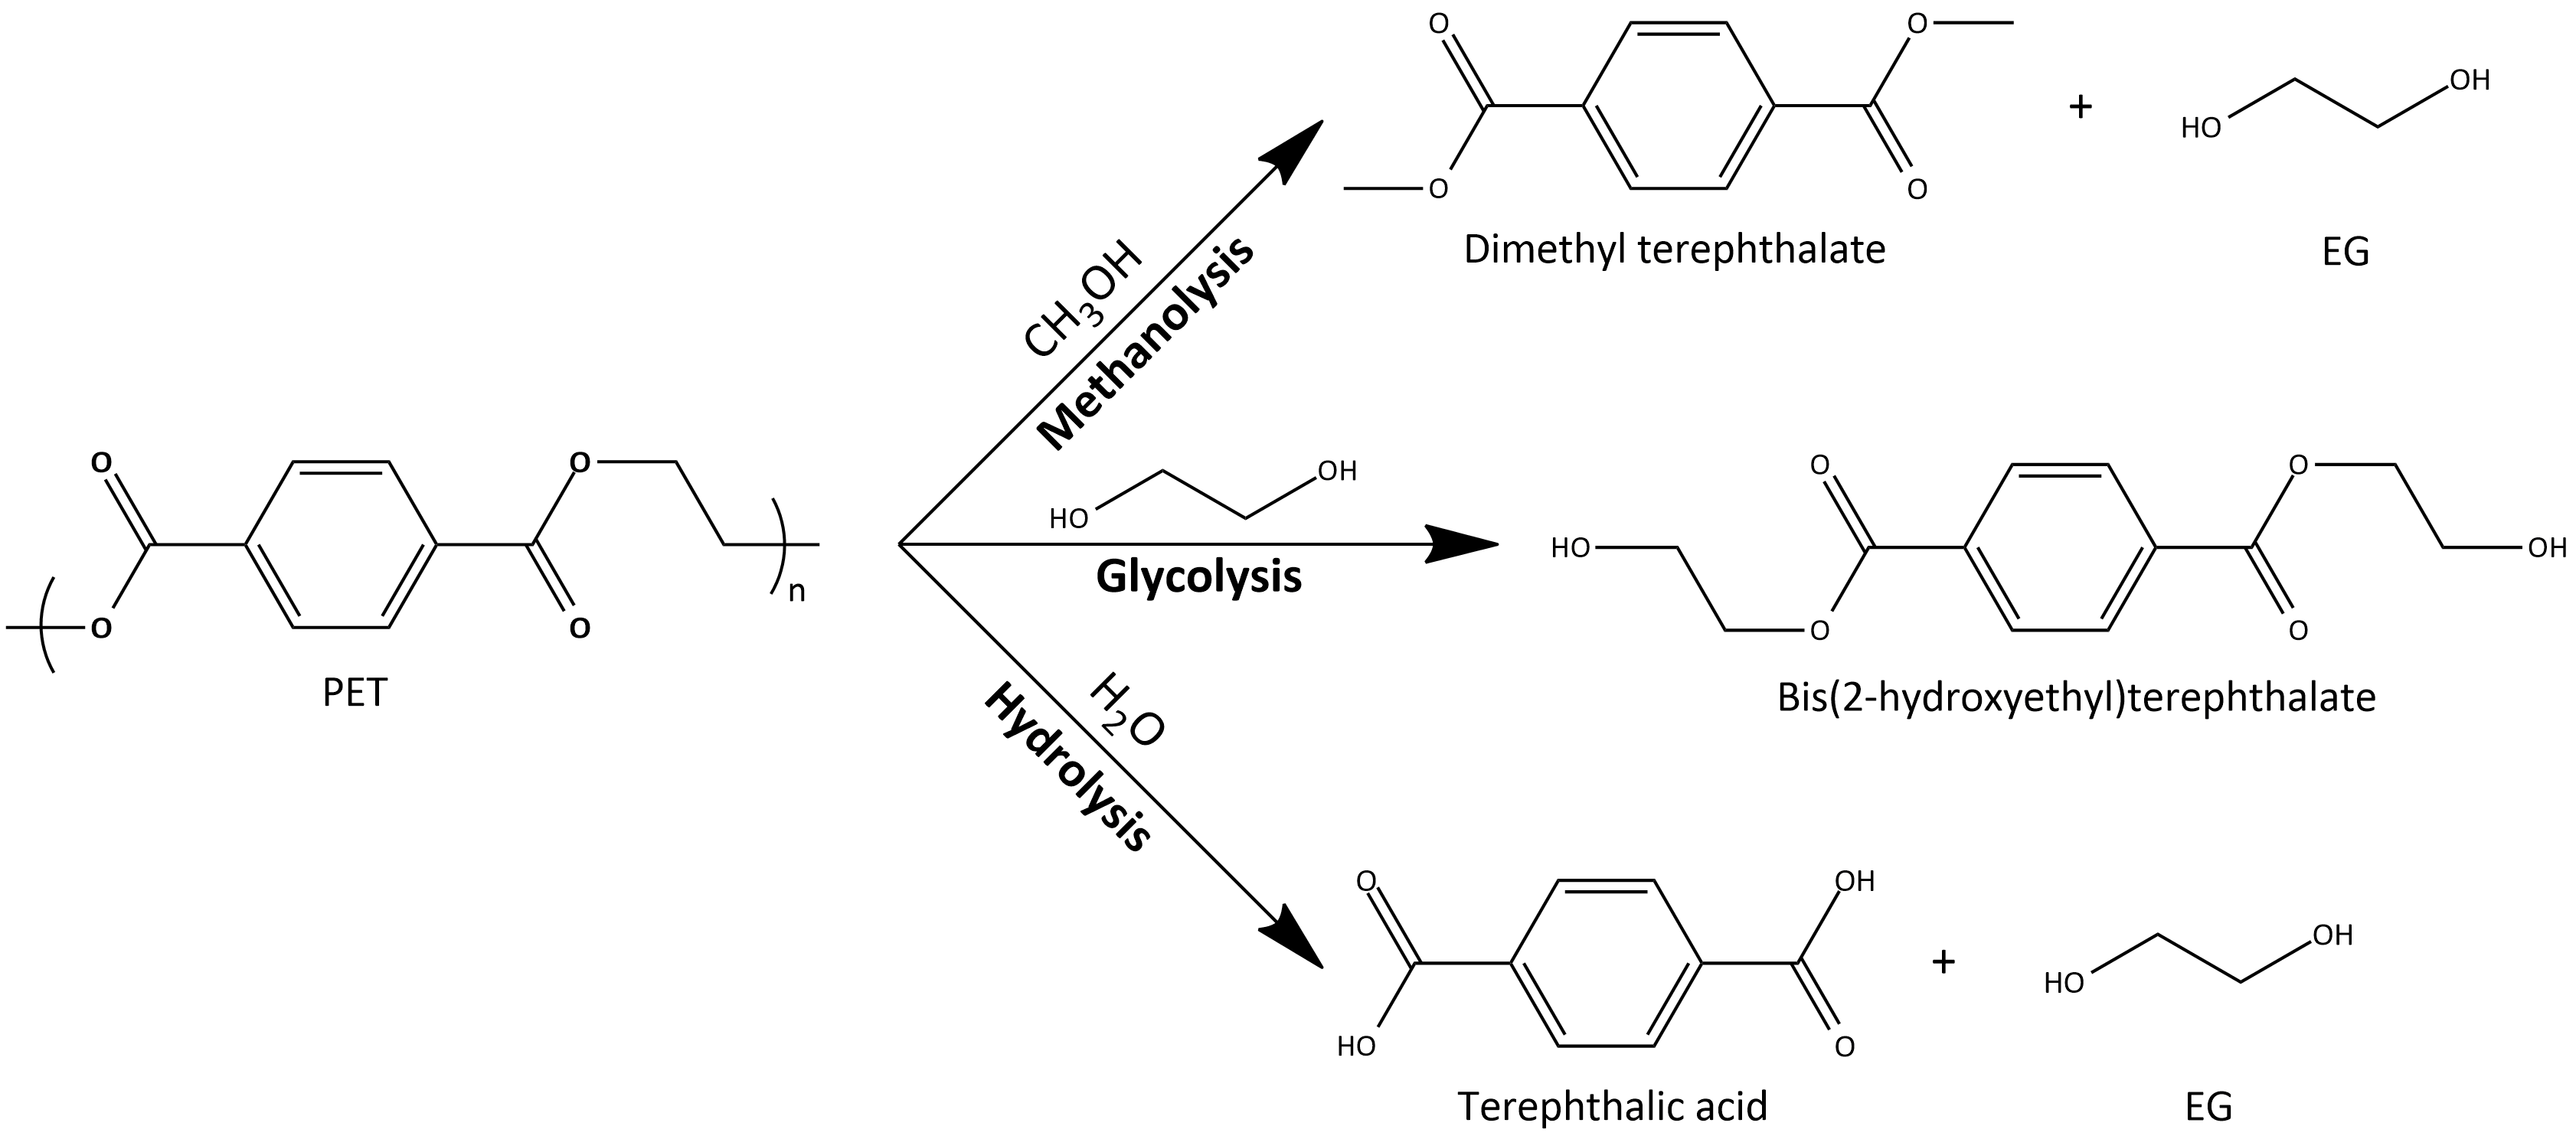 O
O
O
O
n
PET
CH3OH
Methanolysis
O
O
O
O
Dimethyl terephthalate
+
HO
OH
EG
HO
OH
Glycolysis
HO
O
O
O
O
OH
Bis(2-hydroxyethyl)terephthalate
H2O
Hydrolysis
O
OH
HO
O
Terephthalic acid
+
HO
OH
EG